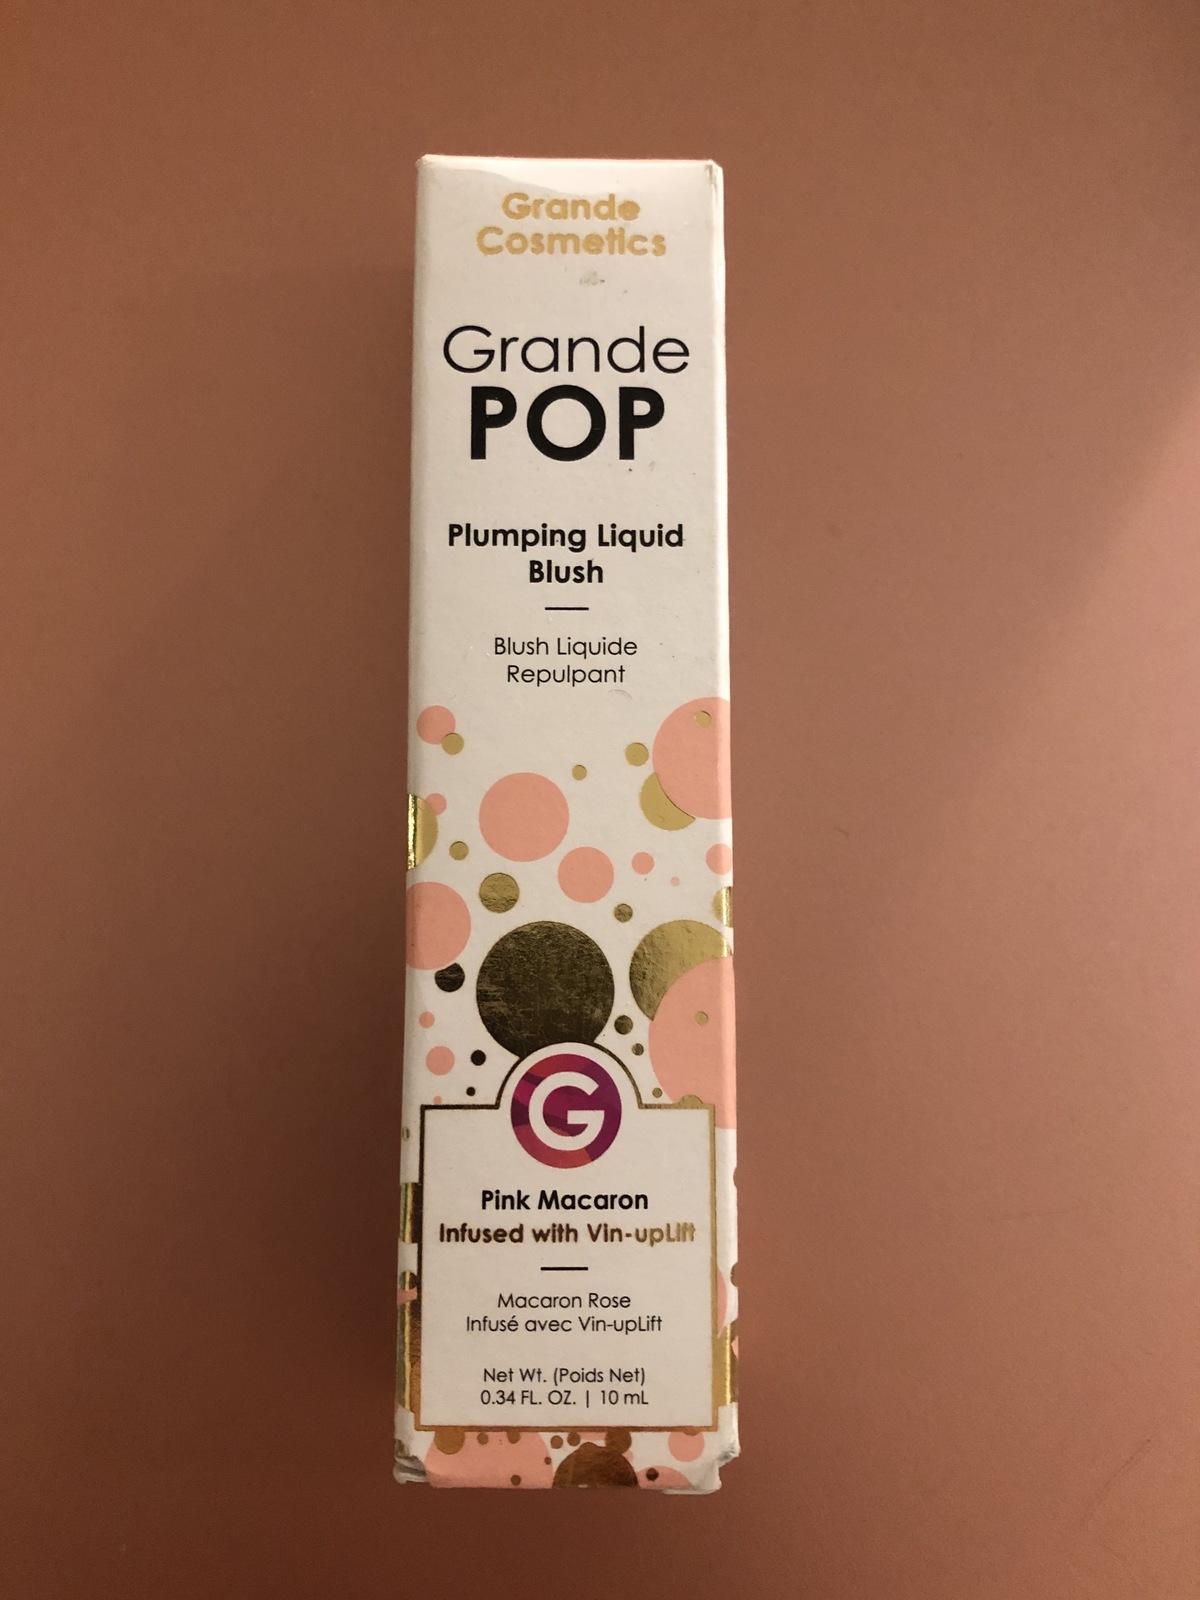 Grande
Cosmetics
Grande
POP
Plumping Liquid
Blush
Blush Liquide
Repulpant
G
Pink Macaron
Infused with Vin-upLift
Macaron Rose
Infusé avec Vin-upLift
Net Wt. (Poids Net)
0.34 FL. OZ. | 10 mL